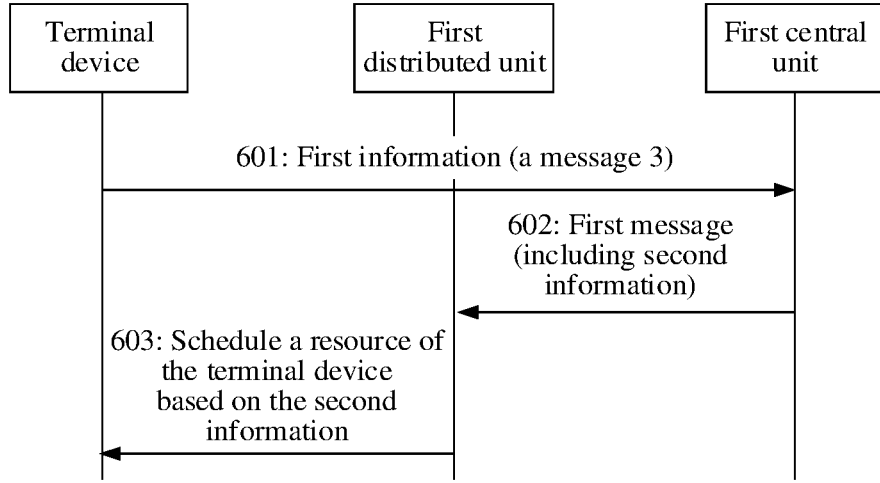 Terminal
device
First
distributed unit
First central
unit
601: First information (a message 3)
602: First message
(including second
information)
603: Schedule a resource of
the terminal device
based on the second
information